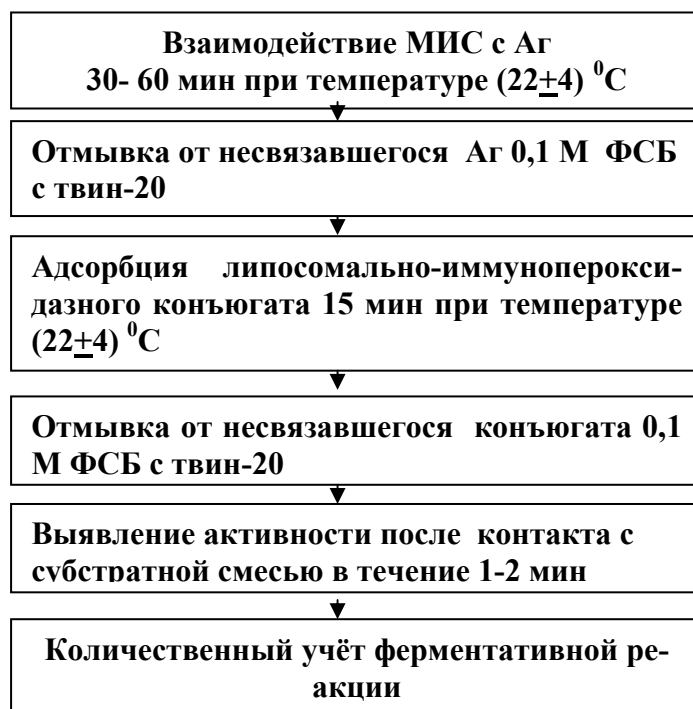 Взаимодействие МИС с Аг
30- 60 мин при температуре (22±4) ⁰С
Отмывка от несвязавшегося Аг 0,1 М ФСБ
с твин-20
Адсорбция липосомально-иммуноперокси-
дазного конъюгата 15 мин при температуре
(22±4) ⁰С
Отмывка от несвязавшегося конъюгата 0,1
М ФСБ с твин-20
Выявление активности после контакта с
субстратной смесью в течение 1-2 мин
Количественный учёт ферментативной ре-
акции